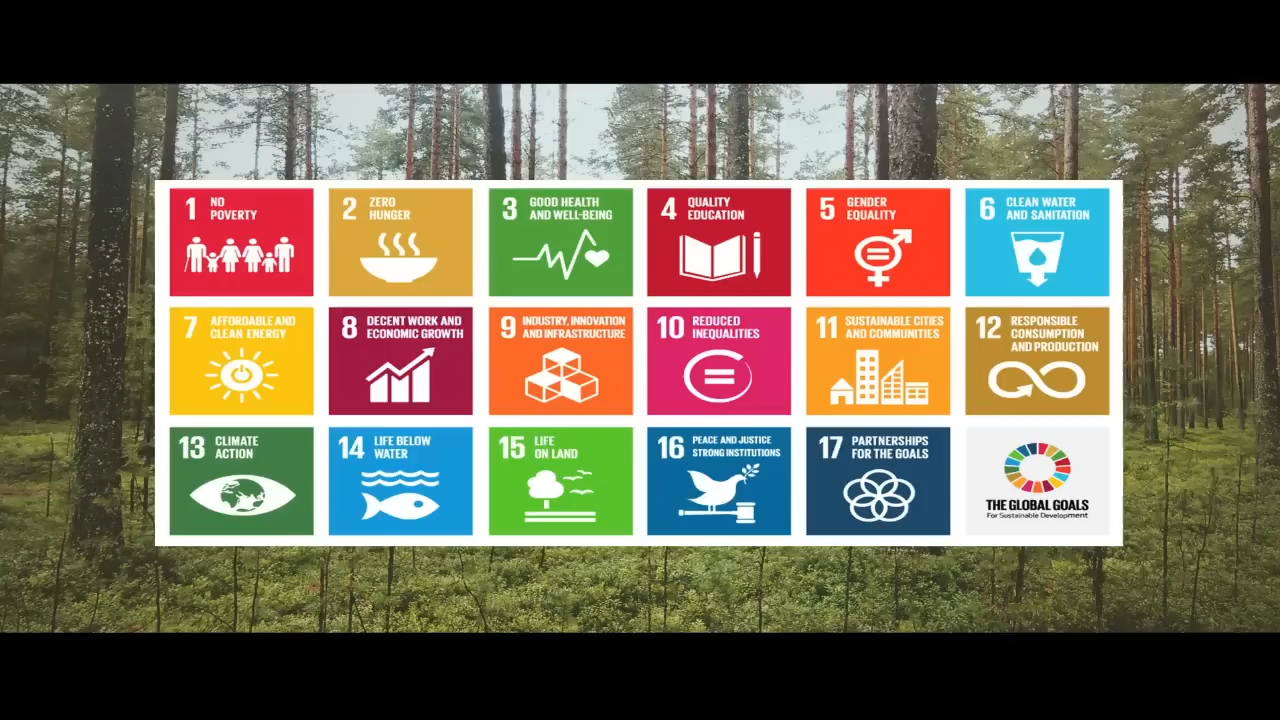 1 NO
POVERTY
2 ZERO
HUNGER
3 GOOD HEALTH
AND WELL-BEING
4 QUALITY
EDUCATION
5 GENDER
EQUALITY
6 CLEAN WATER
AND SANITATION
7 AFFORDABLE AND
CLEAN ENERGY
8 DECENT WORK AND
ECONOMIC GROWTH
9 INDUSTRY, INNOVATION
AND INFRASTRUCTURE
10 REDUCED
INEQUALITIES
11 SUSTAINABLE CITIES
AND COMMUNITIES
12 RESPONSIBLE
CONSUMPTION
AND PRODUCTION
13 CLIMATE
ACTION
14 LIFE BELOW
WATER
15 LIFE
ON LAND
16 PEACE AND JUSTICE
STRONG INSTITUTIONS
17 PARTNERSHIPS
FOR THE GOALS
THE GLOBAL GOALS
For Sustainable Development